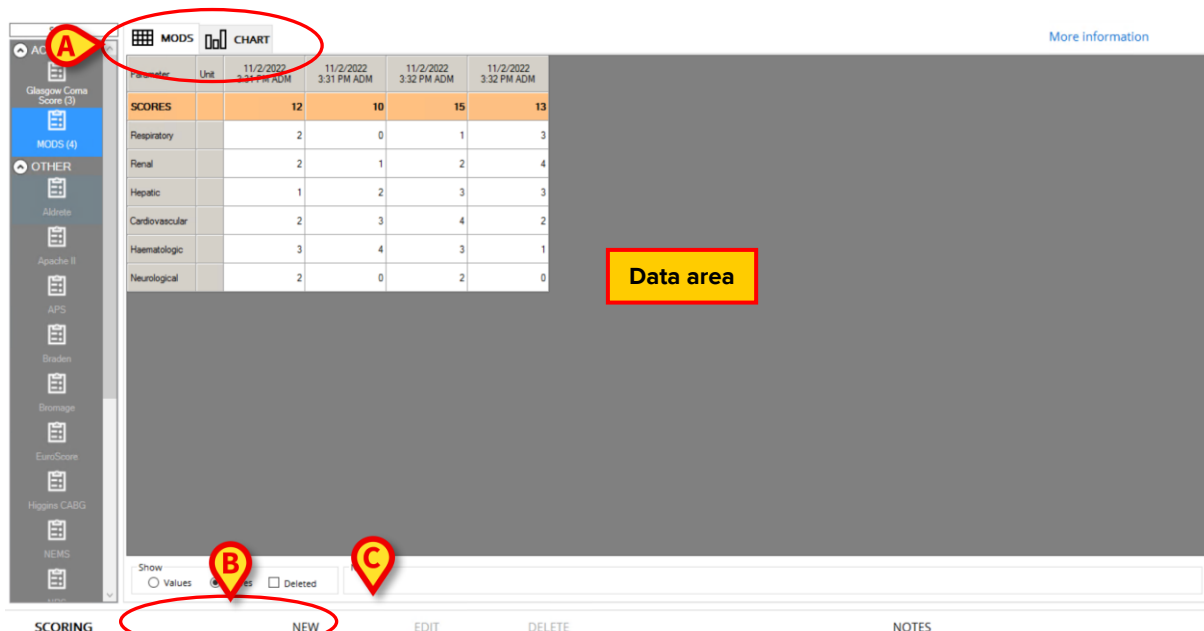 MODS CHART More information
A
Glasgow Coma
Score (3)
MODS (4)
OTHER
Aldrete
Apache II
APS
Braden
Bromage
EuroScore
Higgins CABG
NEMS
Parameter Unit 11/2/2022 11/2/2022 11/2/2022 11/2/2022
3:31 PM ADM 3:31 PM ADM 3:32 PM ADM 3:32 PM ADM
SCORES 12 10 15 13
Respiratory 2 0 1 3
Renal 2 1 2 4
Hepatic 1 2 3 3
Cardiovascular 2 3 4 2
Haematologic 3 4 3 1
Neurological 2 0 2 0
Data area
B
C
Show
Values Deleted
SCORING NEW EDIT DELETE NOTES